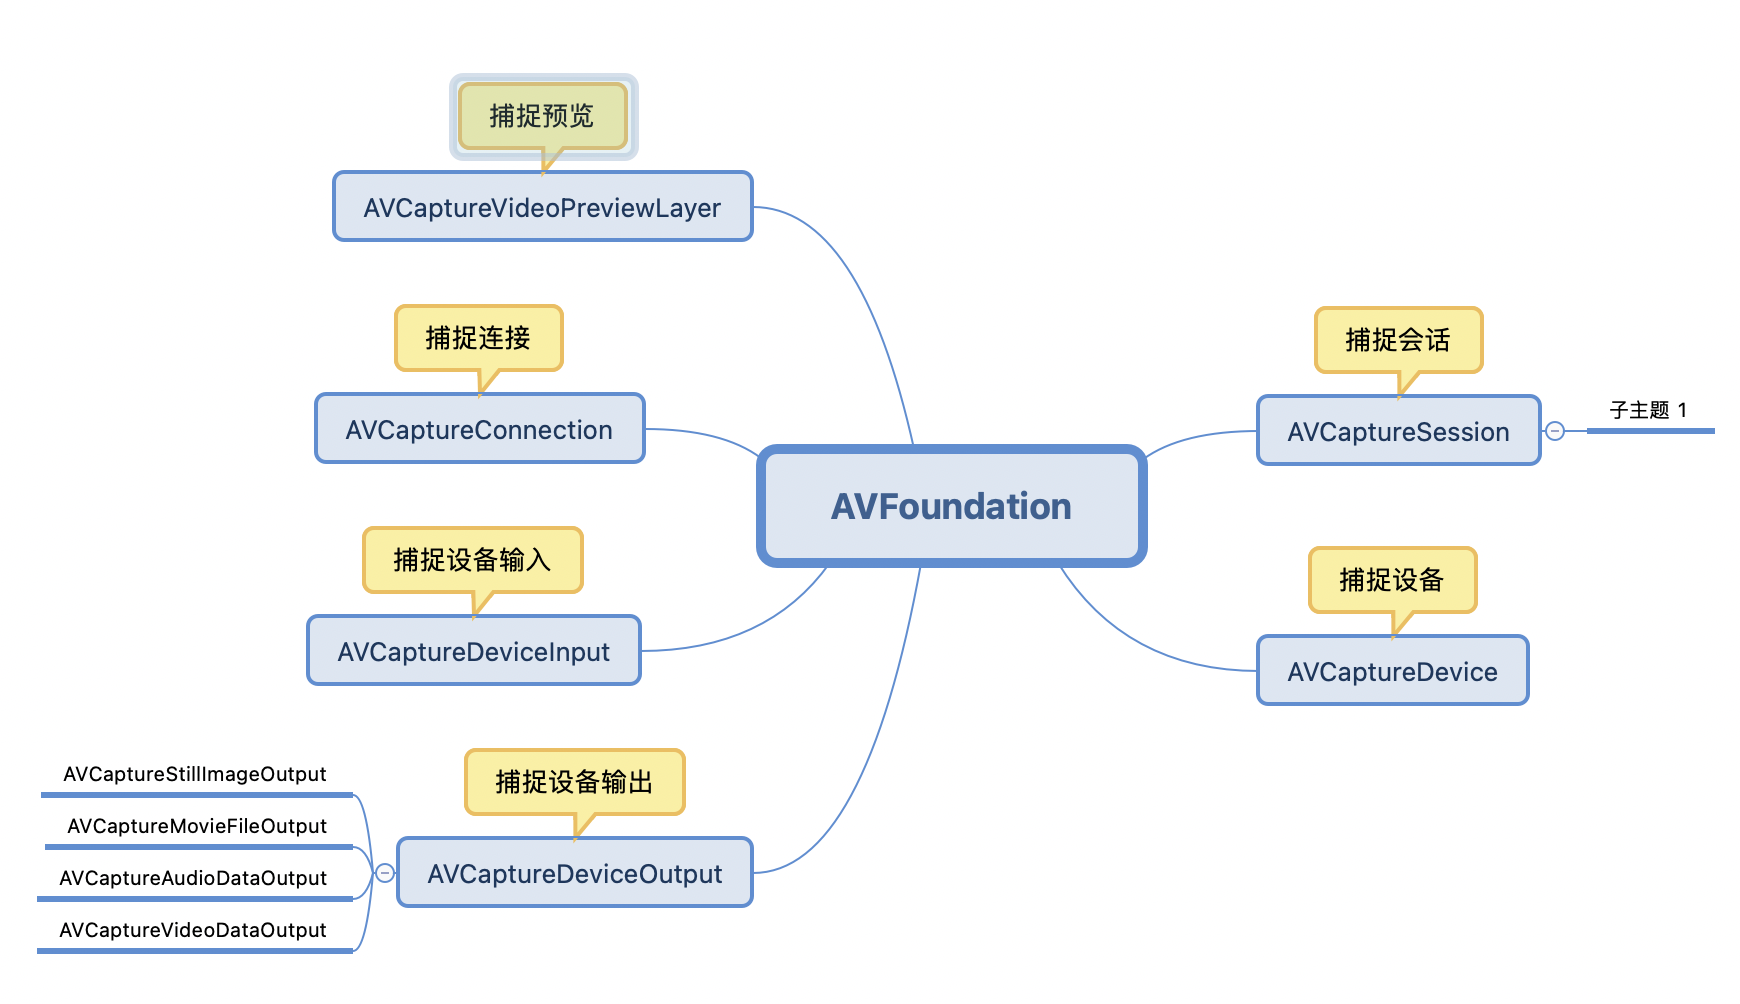 捕捉预览
AVCaptureVideoPreviewLayer
捕捉连接
AVCaptureConnection
捕捉设备输入
AVCaptureDeviceInput
捕捉设备输出
AVCaptureDeviceOutput
AVCaptureStillImageOutput
AVCaptureMovieFileOutput
AVCaptureAudioDataOutput
AVCaptureVideoDataOutput
AVFoundation
捕捉会话
AVCaptureSession
子主题 1
捕捉设备
AVCaptureDevice